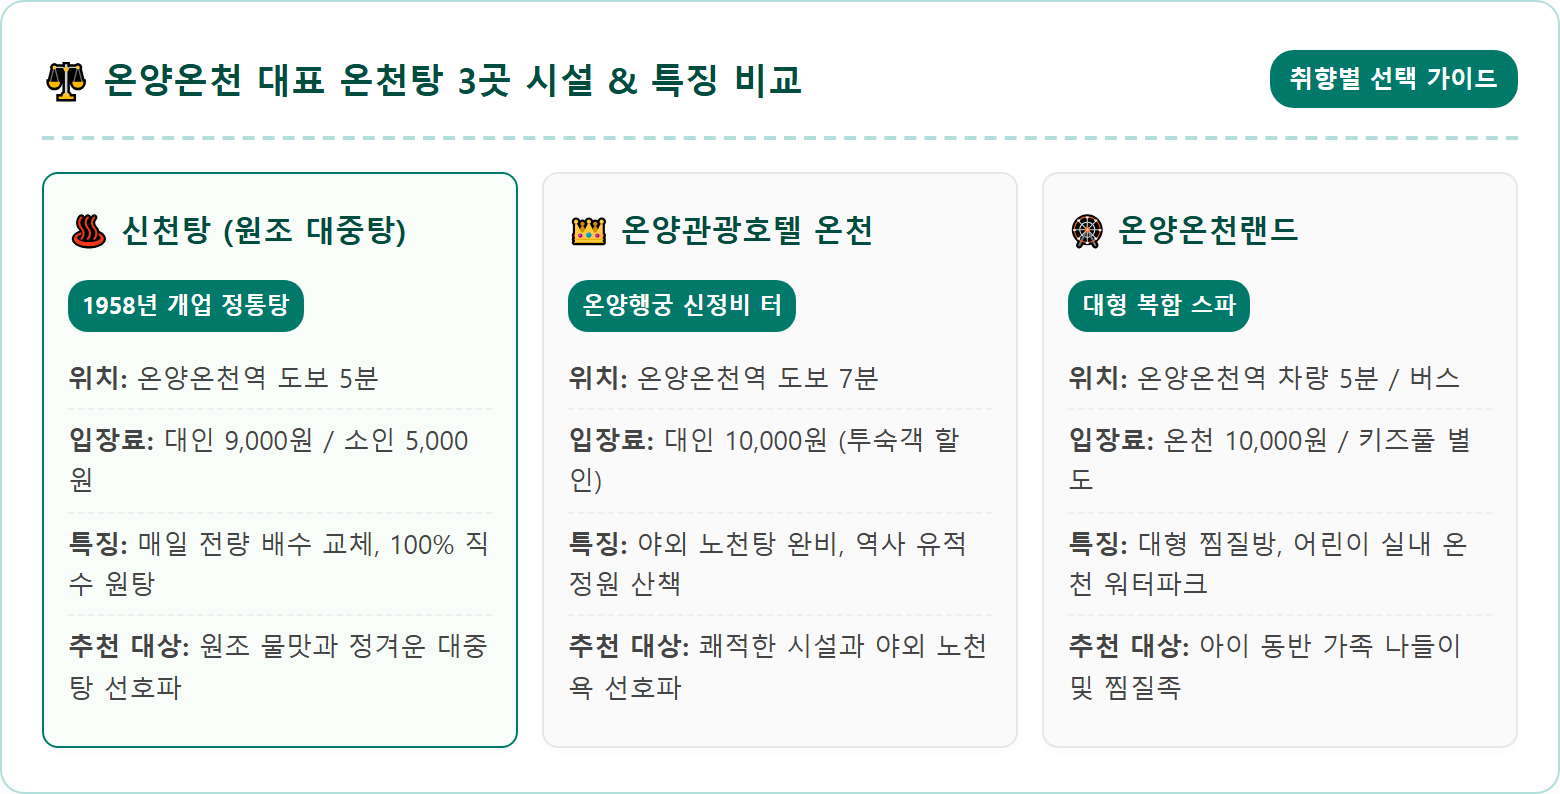 온양온천 대표 온천탕 3곳 시설 & 특징 비교
취향별 선택 가이드
신천탕 (원조 대중탕)
1958년 개업 정통탕
위치: 온양온천역 도보 5분
입장료: 대인 9,000원 / 소인 5,000
원
특징: 매일 전량 배수 교체, 100% 직
수 원탕
추천 대상: 원조 물맛과 정겨운 대중
탕 선호파
온양관광호텔 온천
온양행궁 신정비 터
위치: 온양온천역 도보 7분
입장료: 대인 10,000원 (투숙객 할
인)
특징: 야외 노천탕 완비, 역사 유적
정원 산책
추천 대상: 쾌적한 시설과 야외 노천
욕 선호파
온양온천랜드
대형 복합 스파
위치: 온양온천역 차량 5분 / 버스
입장료: 온천 10,000원 / 키즈풀 별
도
특징: 대형 찜질방, 어린이 실내 온
천 워터파크
추천 대상: 아이 동반 가족 나들이
및 찜질족